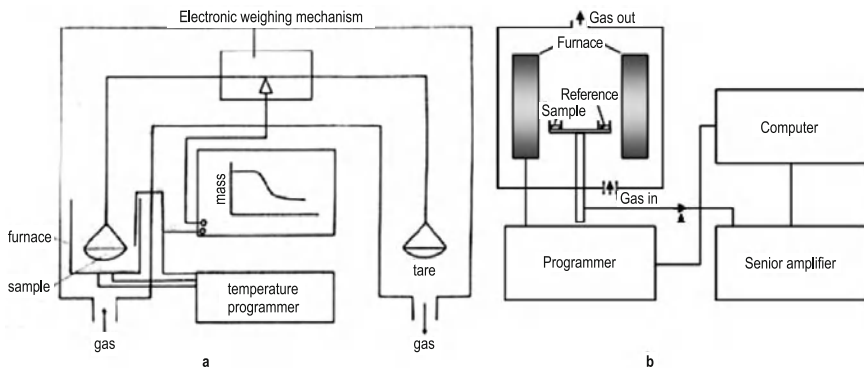 Electronic weighing mechanism
mass
furnace
sample
tare
temperature
programmer
gas
gas
a
Gas out
Furnace
Reference
Sample
Computer
Gas in
Programmer
Senior amplifier
b